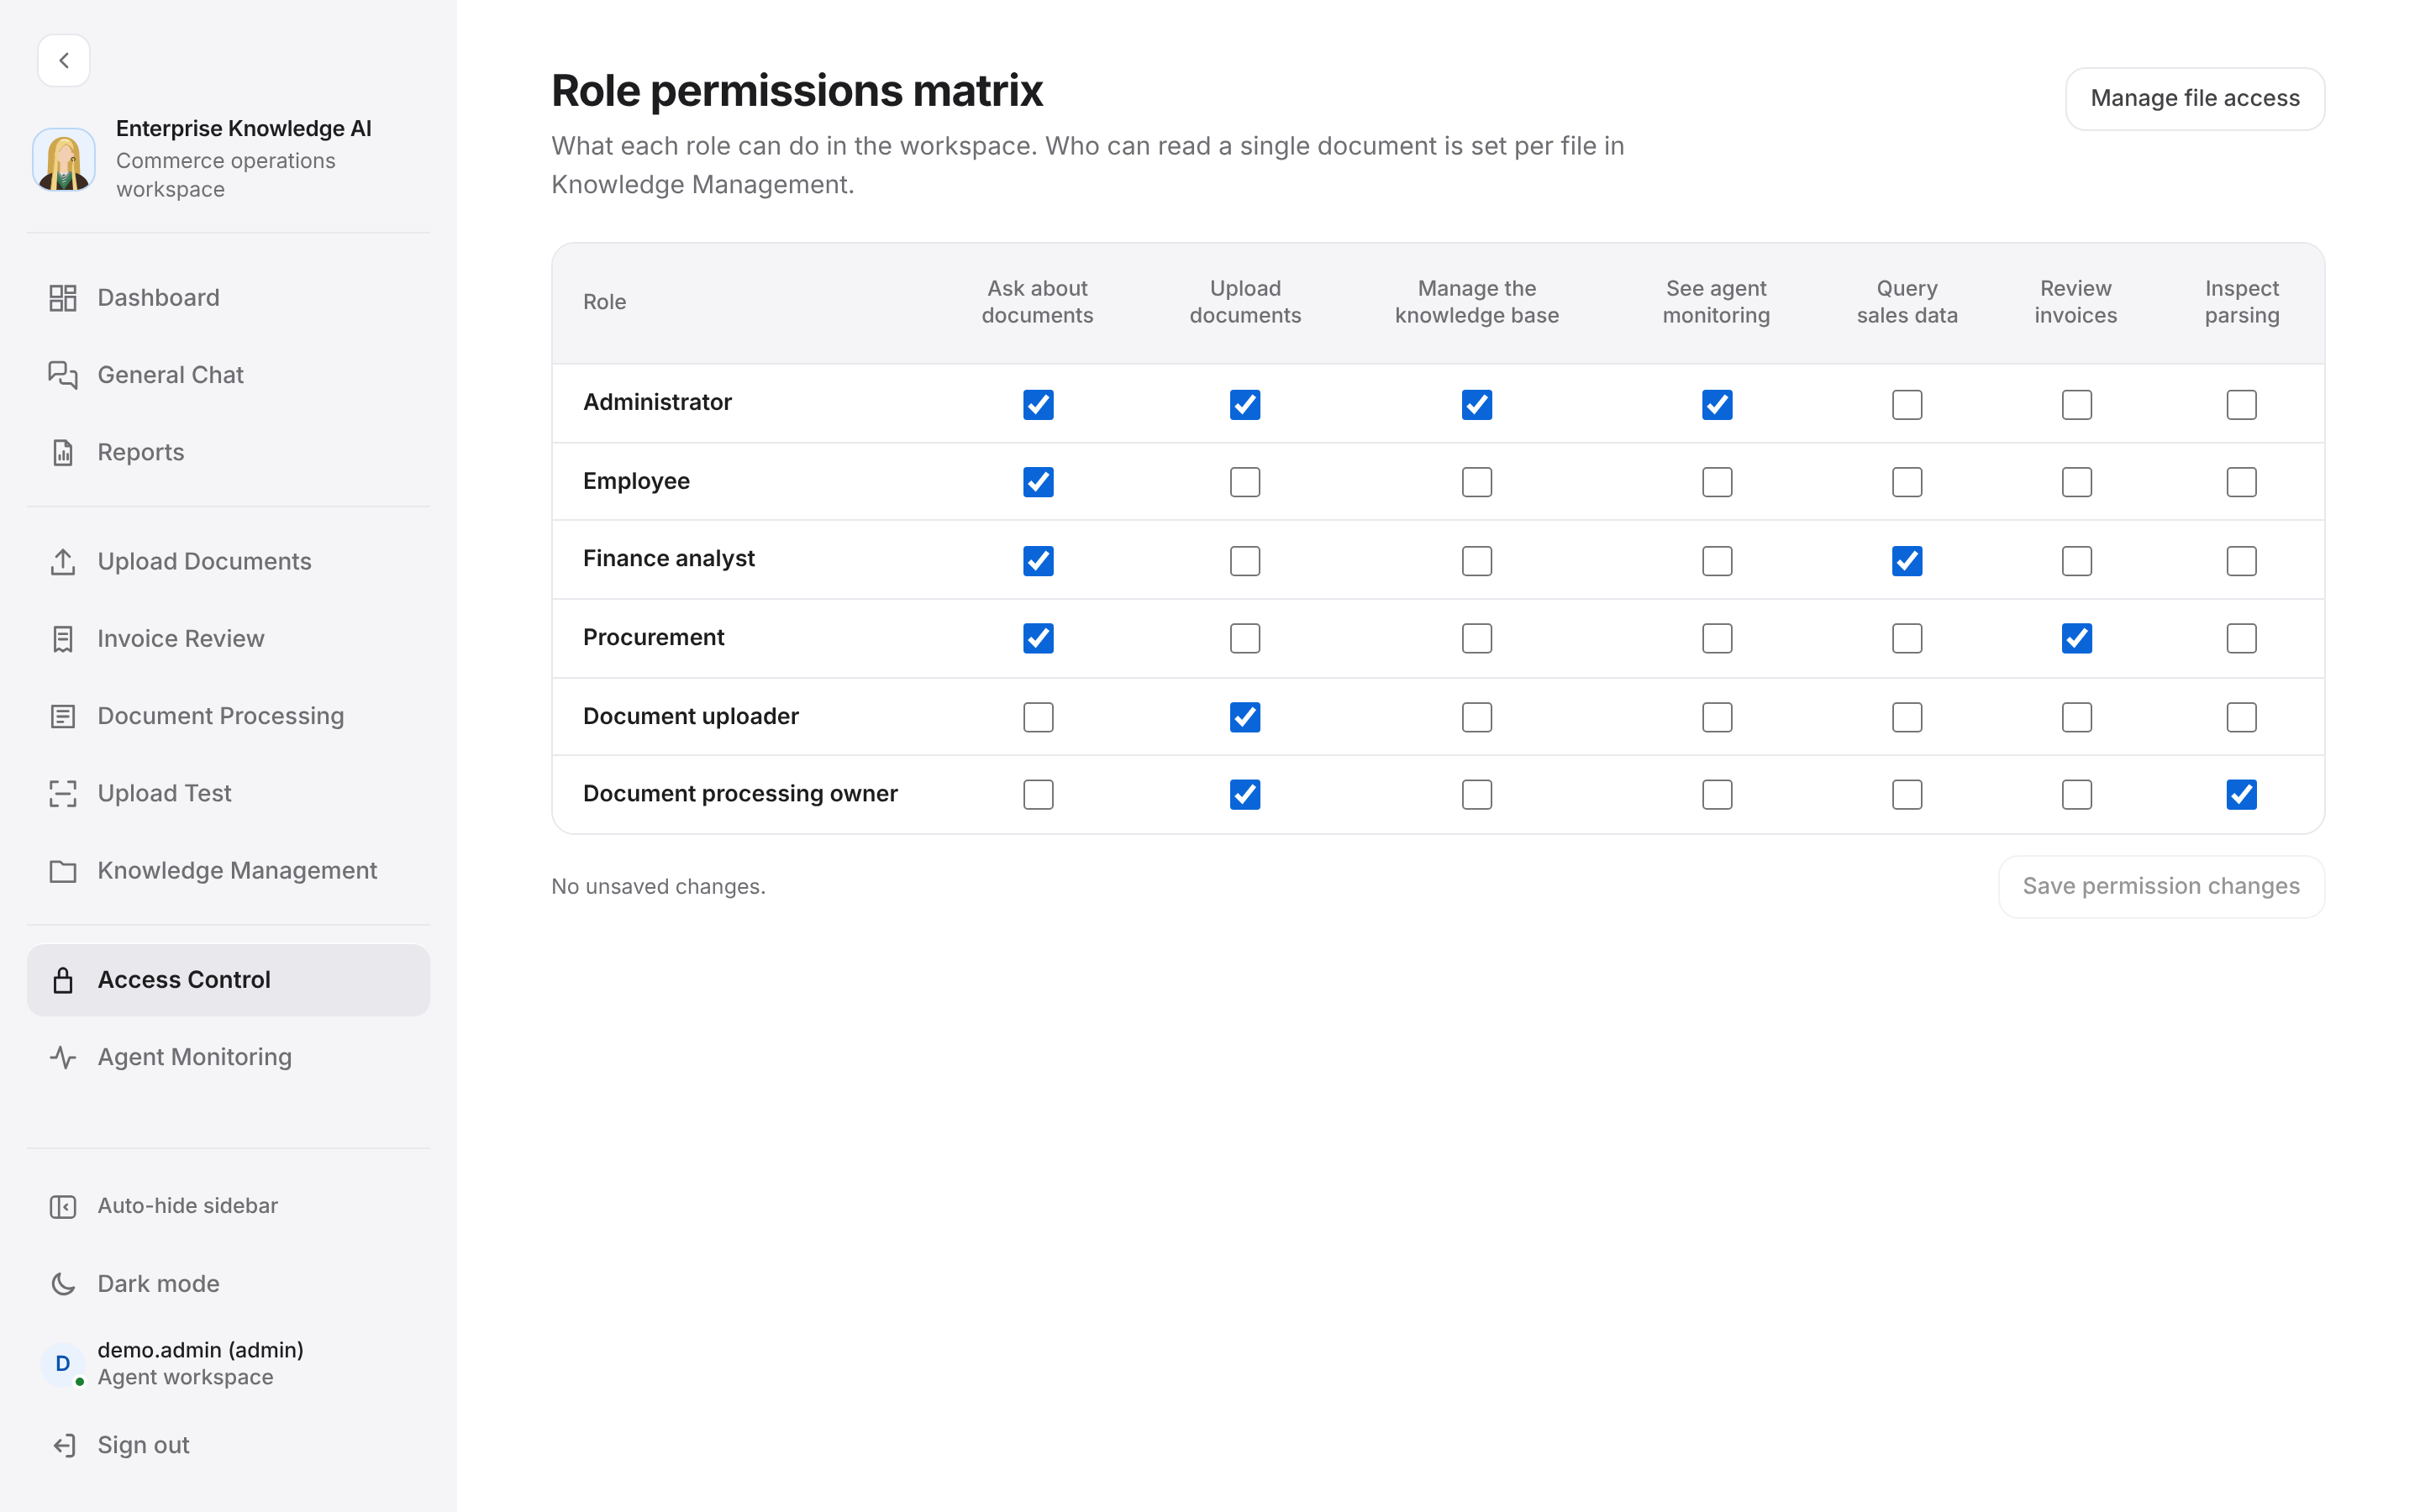 Enterprise Knowledge AI
Commerce operations
workspace
Dashboard
General Chat
Reports
Upload Documents
Invoice Review
Document Processing
Upload Test
Knowledge Management
Access Control
Agent Monitoring
Auto-hide sidebar
Dark mode
D
demo.admin (admin)
Agent workspace
Sign out
Role permissions matrix
Manage file access
What each role can do in the workspace. Who can read a single document is set per file in
Knowledge Management.
Role
Ask about
documents
Upload
documents
Manage the
knowledge base
See agent
monitoring
Query
sales data
Review
invoices
Inspect
parsing
Administrator
Employee
Finance analyst
Procurement
Document uploader
Document processing owner
No unsaved changes.
Save permission changes